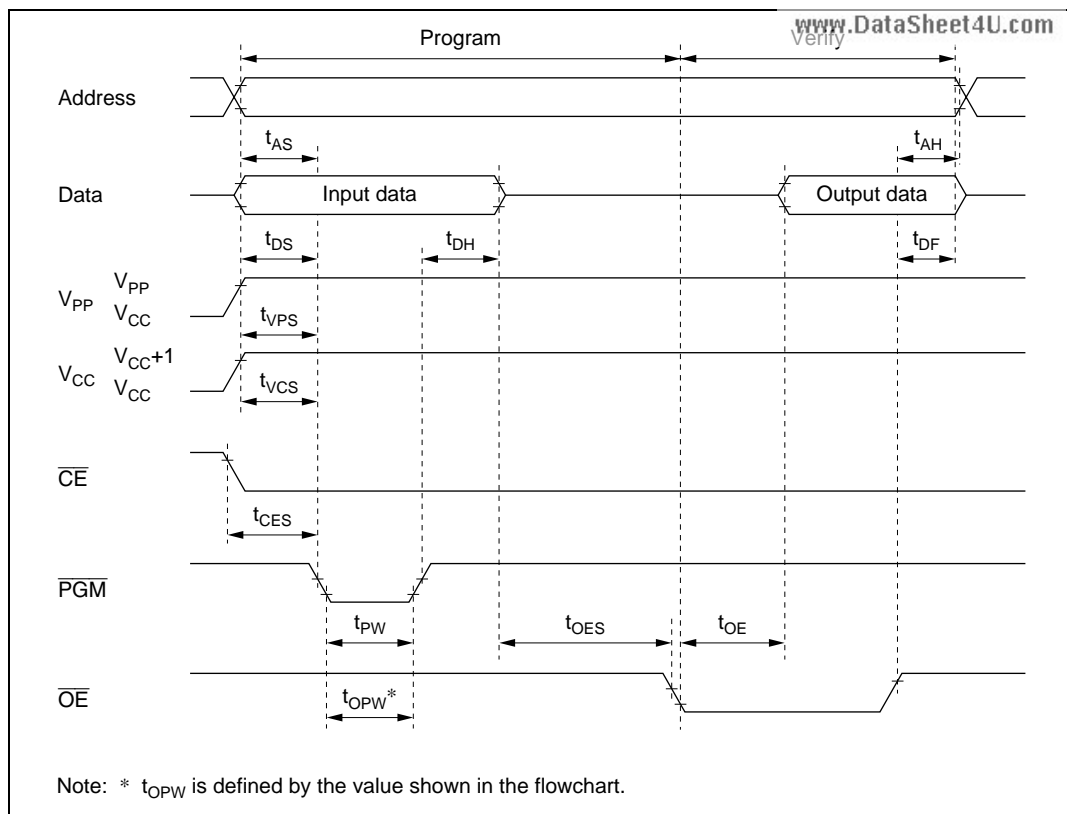 www.DataSheet4U.com
Program
Verify
Address
tAS
tAH
Data
Input data
Output data
tDS
tDH
tDF
VPP
VPP
VCC
tVPS
VCC
VCC+1
VCC
tVCS
CE
tCES
PGM
tPW
tOES
tOE
OE
tOPW*
Note: * tOPW is defined by the value shown in the flowchart.